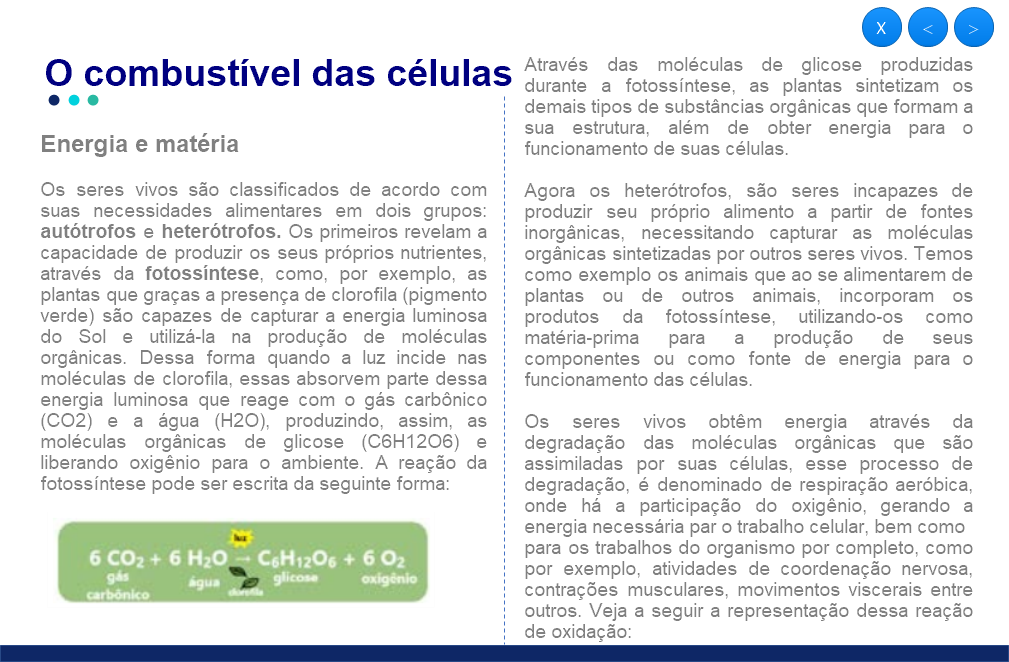 X < >
O combustível das células
Energia e matéria
Os seres vivos são classificados de acordo com
suas necessidades alimentares em dois grupos:
autótrofos e heterótrofos. Os primeiros revelam a
capacidade de produzir os seus próprios nutrientes,
através da fotossíntese, como, por exemplo, as
plantas que graças a presença de clorofila (pigmento
verde) são capazes de capturar a energia luminosa
do Sol e utilizá-la na produção de moléculas
orgânicas. Dessa forma quando a luz incide nas
moléculas de clorofila, essas absorvem parte dessa
energia luminosa que reage com o gás carbônico
(CO2) e a água (H2O), produzindo, assim, as
moléculas orgânicas de glicose (C6H12O6) e
liberando oxigênio para o ambiente. A reação da
fotossíntese pode ser escrita da seguinte forma:
luz
6 CO₂ + 6 H₂O → C₆H₁₂O₆ + 6 O₂
gás carbônico água clorofila glicose oxigênio
Através das moléculas de glicose produzidas
durante a fotossíntese, as plantas sintetizam os
demais tipos de substâncias orgânicas que formam a
sua estrutura, além de obter energia para o
funcionamento de suas células.
Agora os heterótrofos, são seres incapazes de
produzir seu próprio alimento a partir de fontes
inorgânicas, necessitando capturar as moléculas
orgânicas sintetizadas por outros seres vivos. Temos
como exemplo os animais que ao se alimentarem de
plantas ou de outros animais, incorporam os
produtos da fotossíntese, utilizando-os como
matéria-prima para a produção de seus
componentes ou como fonte de energia para o
funcionamento das células.
Os seres vivos obtêm energia através da
degradação das moléculas orgânicas que são
assimiladas por suas células, esse processo de
degradação, é denominado de respiração aeróbica,
onde há a participação do oxigênio, gerando a
energia necessária par o trabalho celular, bem como
para os trabalhos do organismo por completo, como
por exemplo, atividades de coordenação nervosa,
contrações musculares, movimentos viscerais entre
outros. Veja a seguir a representação dessa reação
de oxidação: